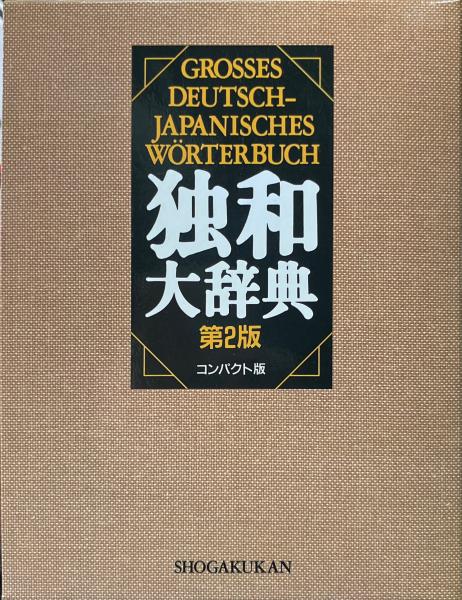 GROSSES
DEUTSCH-
JAPANISCHES
WÖRTERBUCH
独和
大辞典
第2版
コンパクト版
SHOGAKUKAN